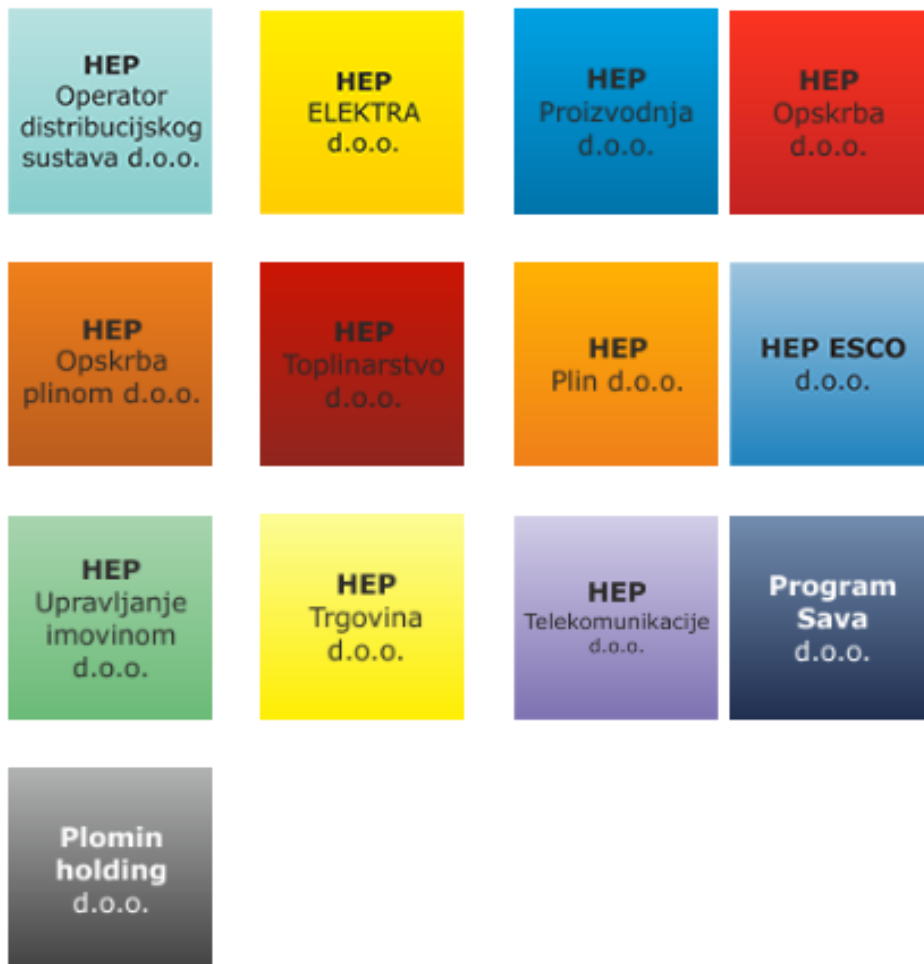 HEP
Operator
distribucijskog
sustava d.o.o.
HEP
ELEKTRA
d.o.o.
HEP
Proizvodnja
d.o.o.
HEP
Opskrba
d.o.o.
HEP
Opskrba
plinom d.o.o.
HEP
Toplinarstvo
d.o.o.
HEP
Plin d.o.o.
HEP ESCO
d.o.o.
HEP
Upravljanje
imovinom
d.o.o.
HEP
Trgovina
d.o.o.
HEP
Telekomunikacije
d.o.o.
Program
Sava
d.o.o.
Plomin
holding
d.o.o.